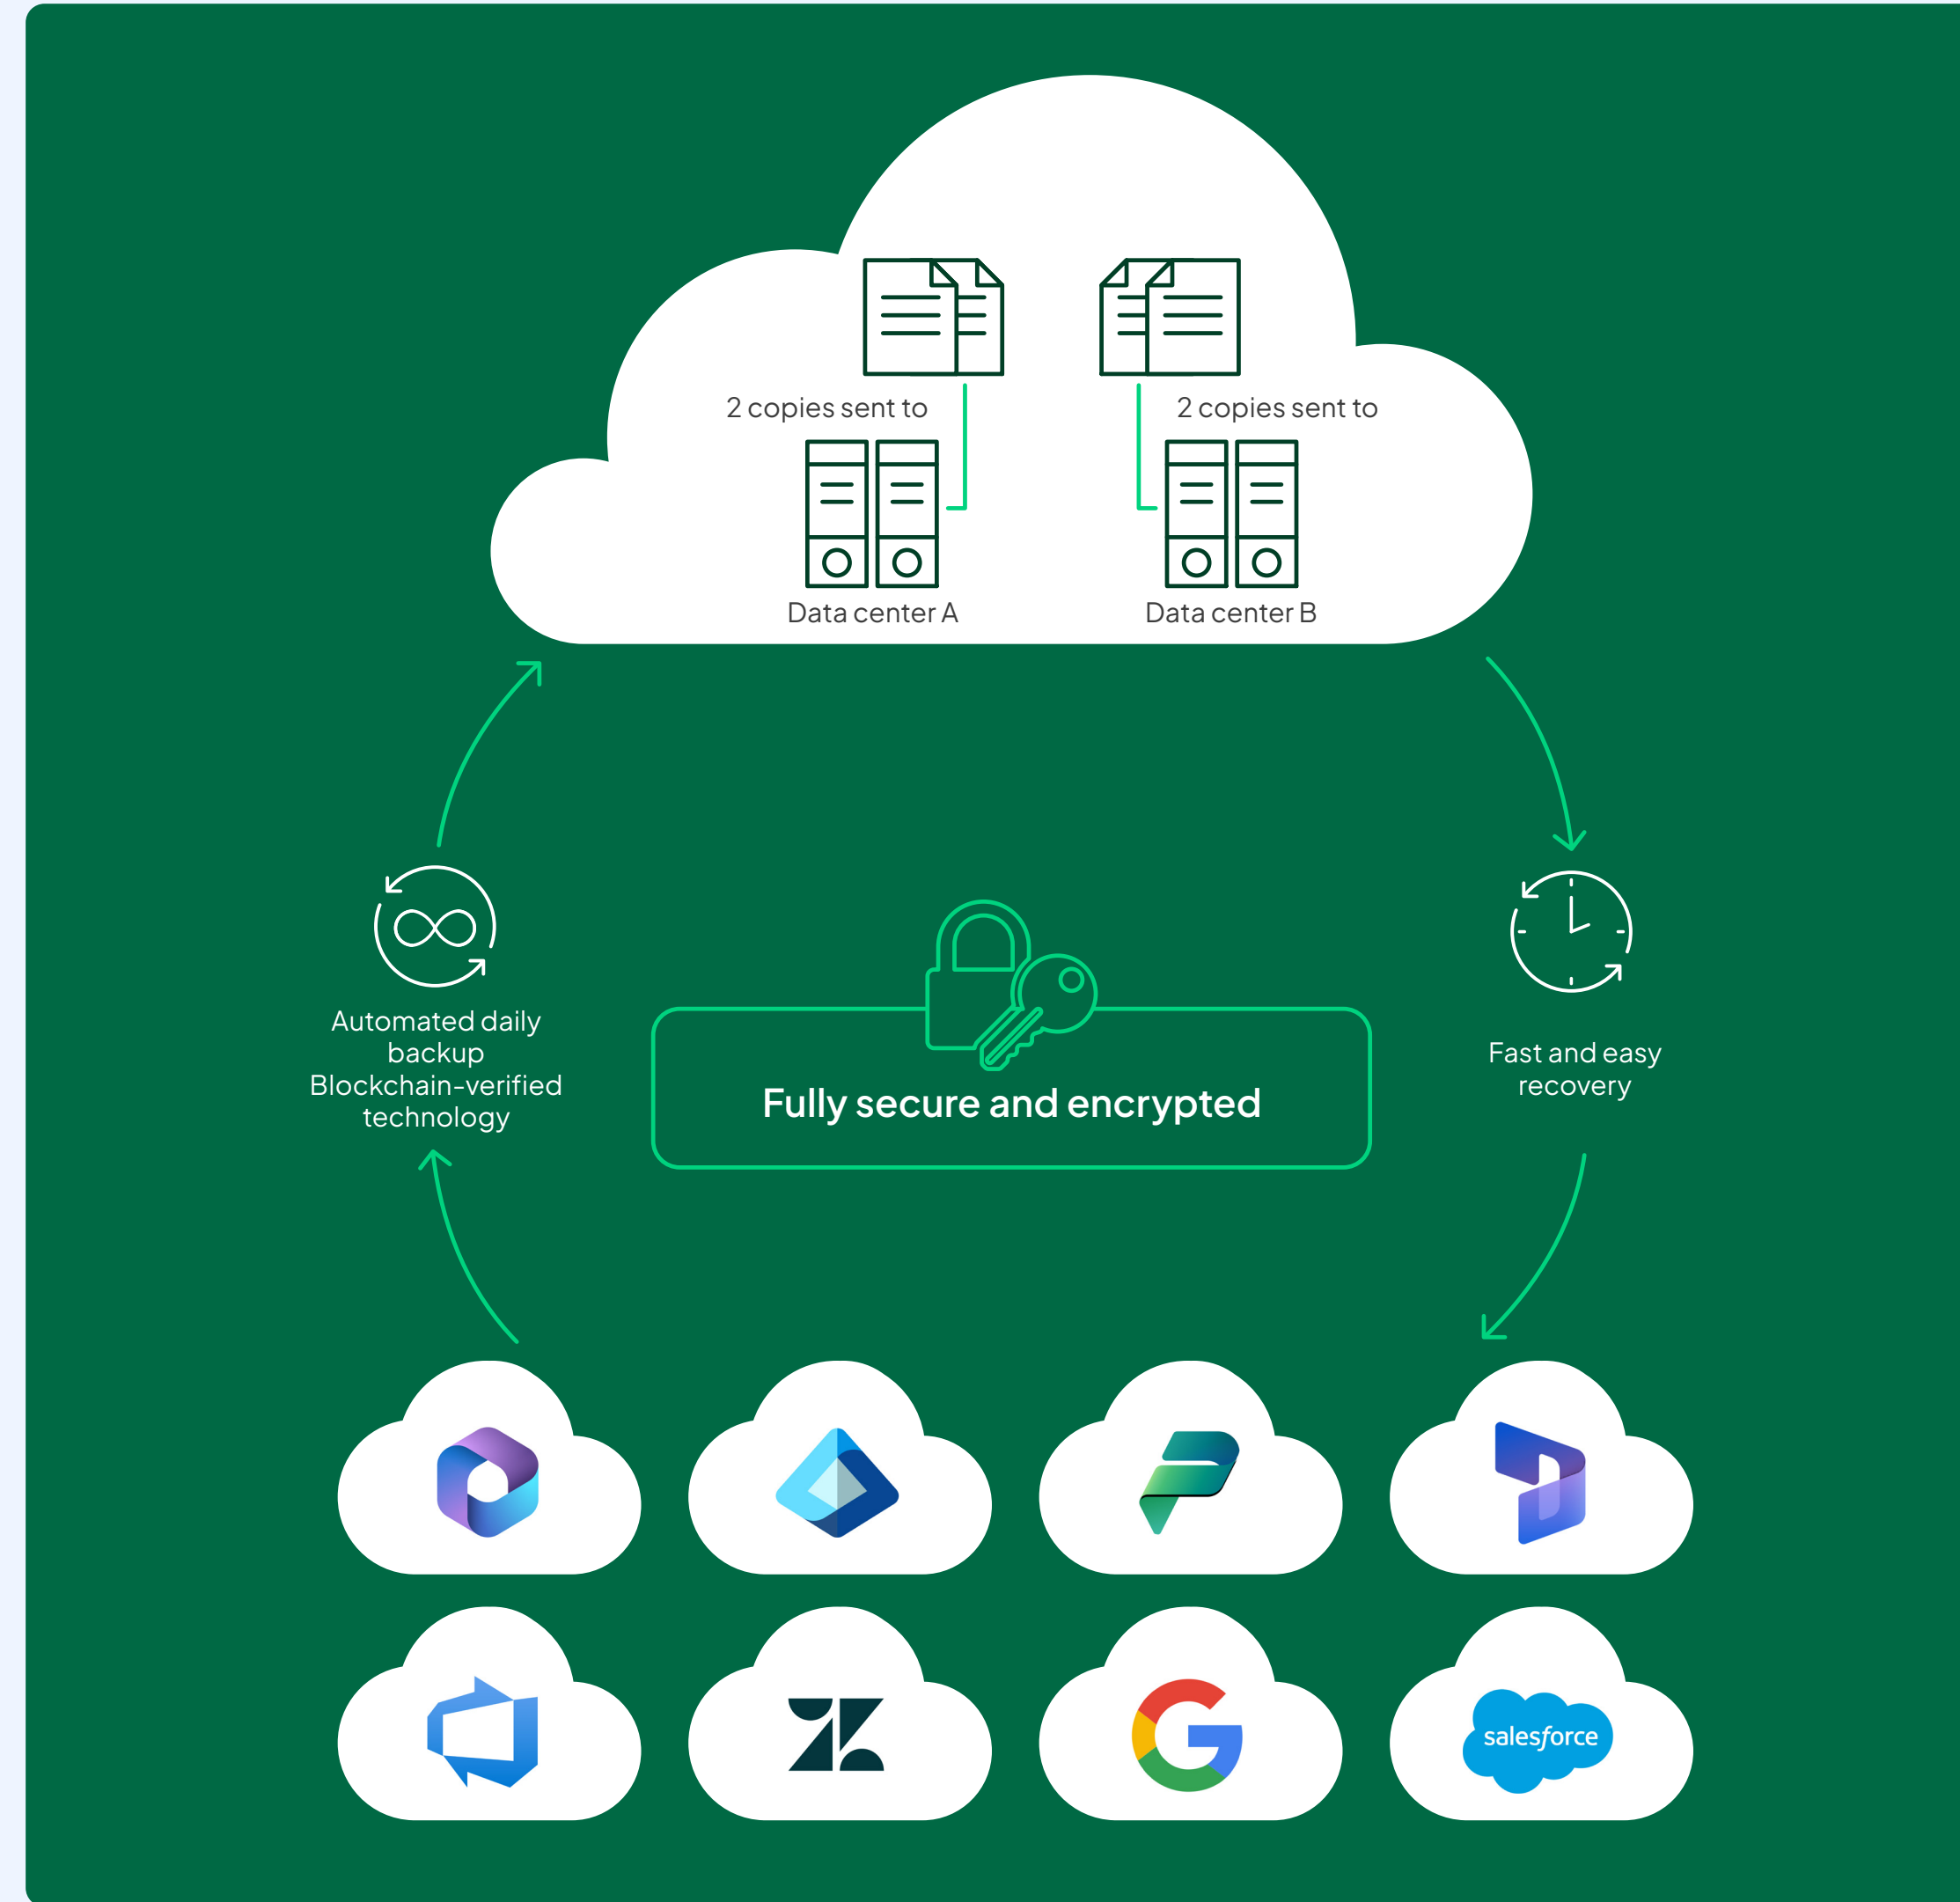 2 copies sent to
2 copies sent to
Data center A
Data center B
Automated daily
backup
Blockchain-verified
technology
Fully secure and encrypted
Fast and easy
recovery
salesforce